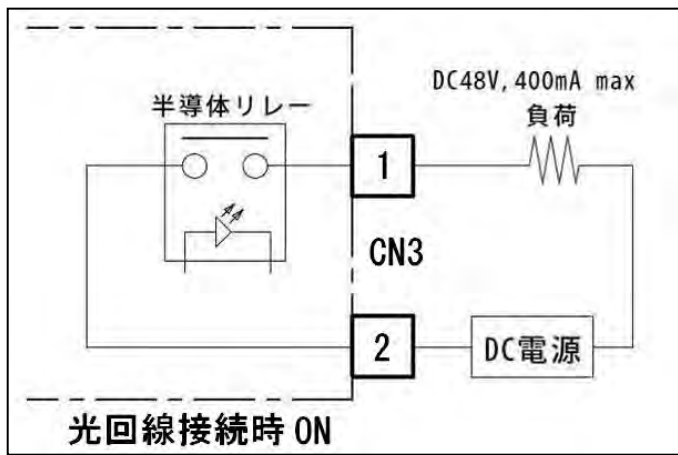 DC48V, 400mA max
半導体リレー
負荷
1
CN3
2
DC電源
光回線接続時 ON